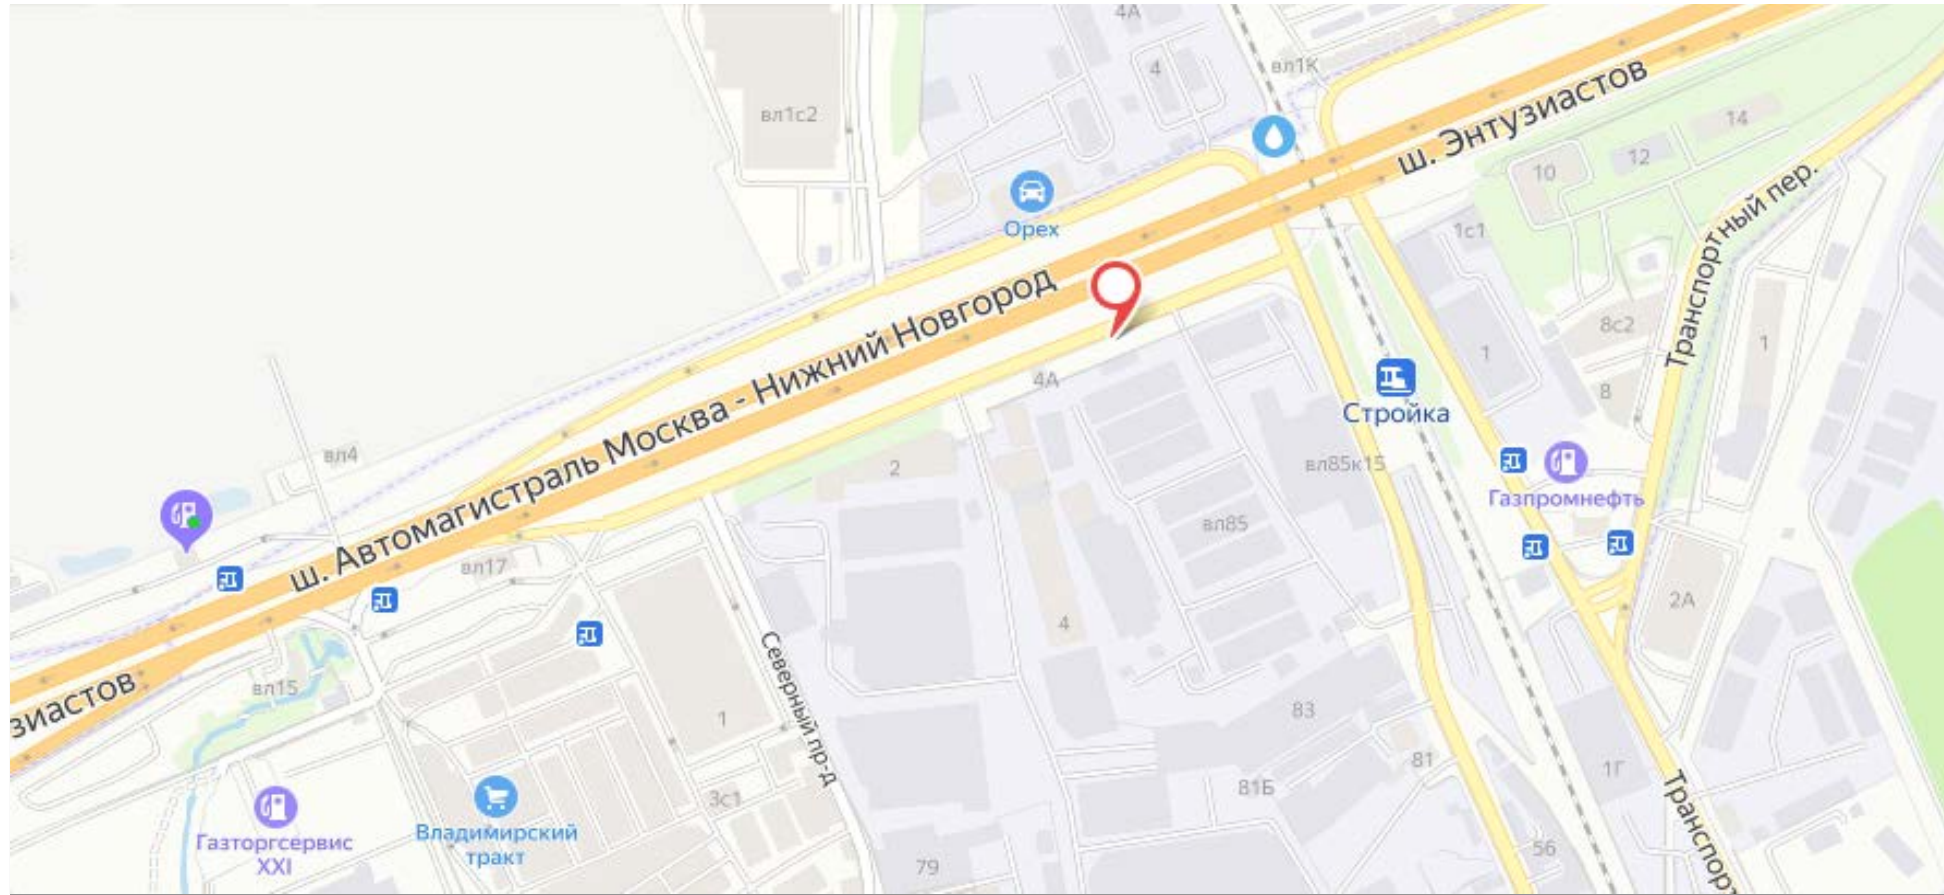 4А
4
вл1К
вл1с2
ш. Энтузиастов
14
12
10
Орех
1с1
Транспортный пер.
ш. Автомагистраль Москва - Нижний Новгород
8с2
1
1
4А
8
Стройка
вл4
2
вл85к15
Газпромнефть
вл85
вл17
2А
4
Северный пр-д
вл15
зиастов
1
83
81
1Г
81Б
3с1
Транспорт
Газторгсервис
XXI
Владимирский
тракт
56
79